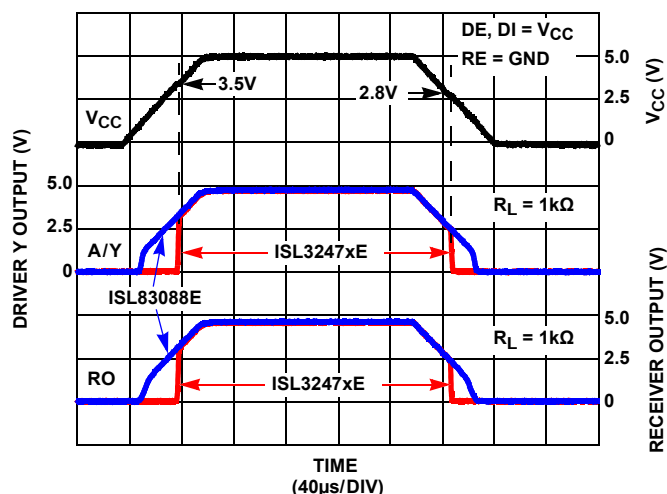 DE, DI = VCC
RE = GND
5.0
3.5V
2.8V
2.5
VCC
0
VCC (V)
DRIVER Y OUTPUT (V)
5.0
RL = 1kΩ
2.5
A/Y
ISL3247xE
0
ISL83088E
5.0
RL = 1kΩ
2.5
RO
ISL3247xE
0
RECEIVER OUTPUT (V)
TIME
(40µs/DIV)